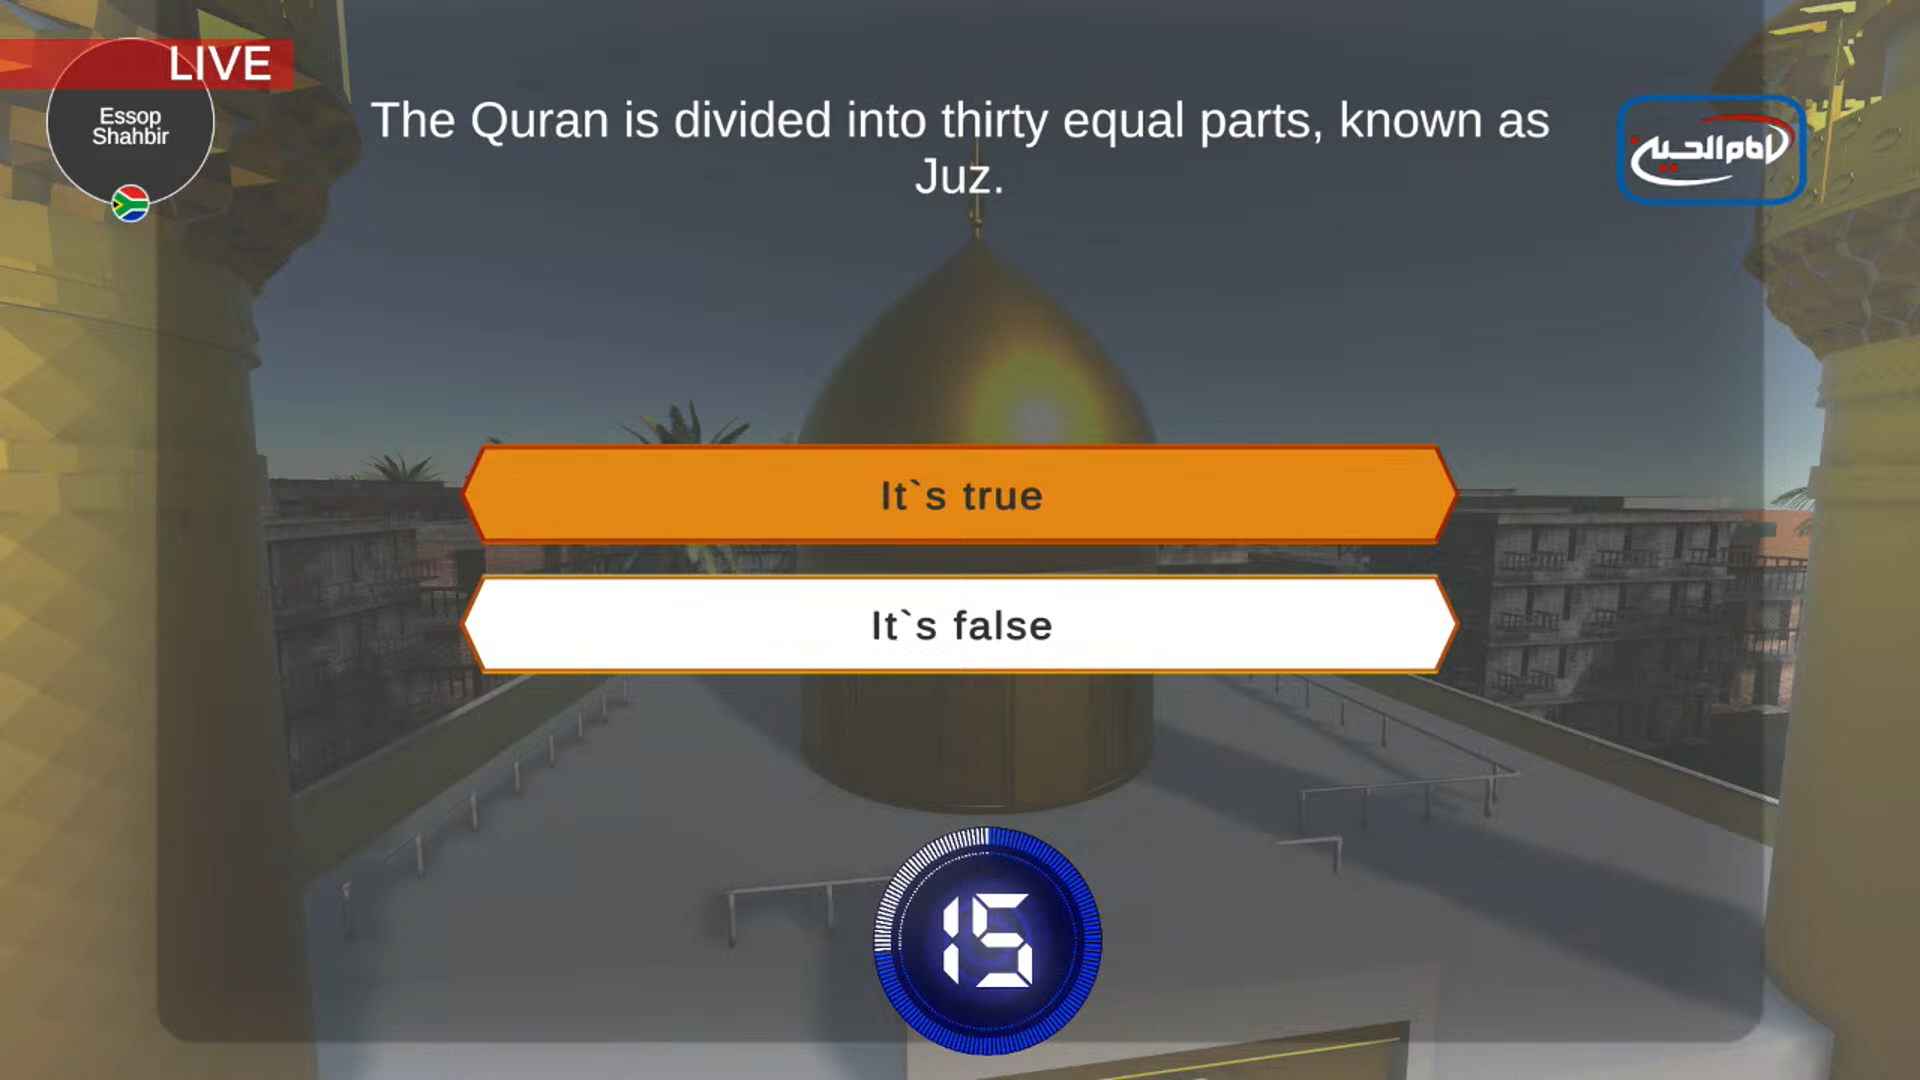 LIVE
Essop
Shahbir
The Quran is divided into thirty equal parts, known as
Juz.
It`s true
It`s false
15